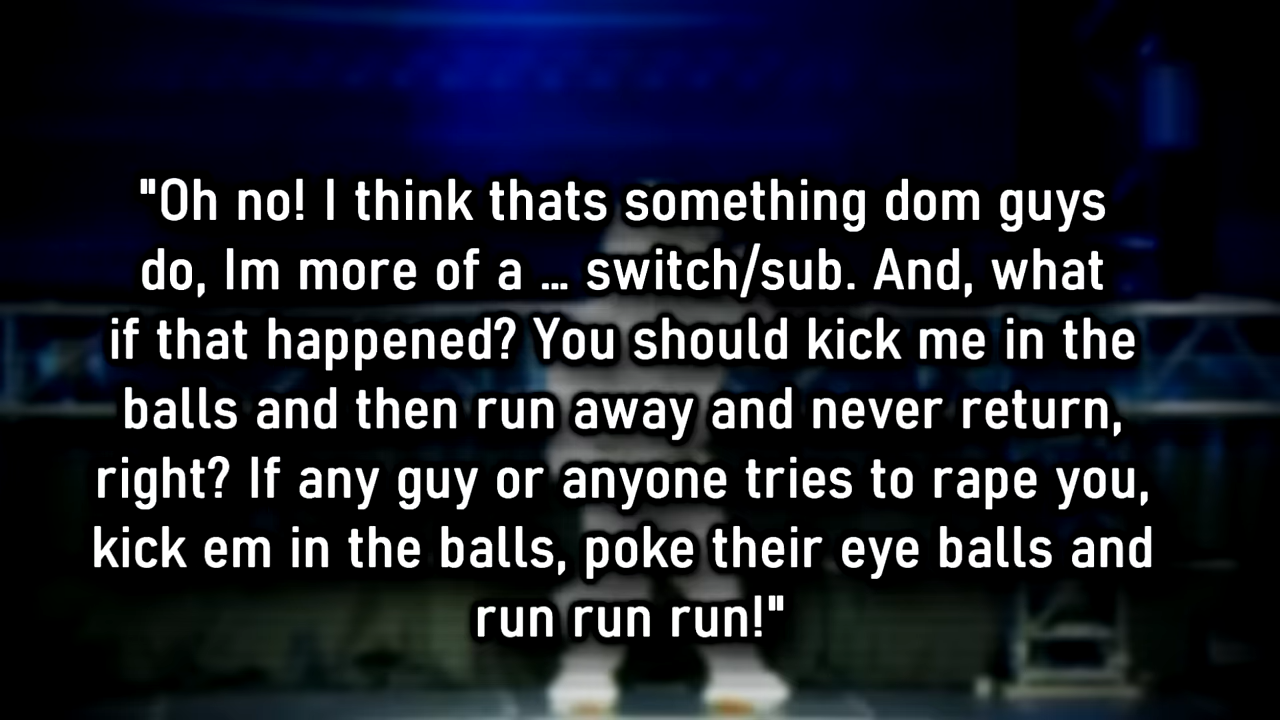 "Oh no! I think thats something dom guys
do, Im more of a ... switch/sub. And, what
if that happened? You should kick me in the
balls and then run away and never return,
right? If any guy or anyone tries to rape you,
kick em in the balls, poke their eye balls and
run run run!"